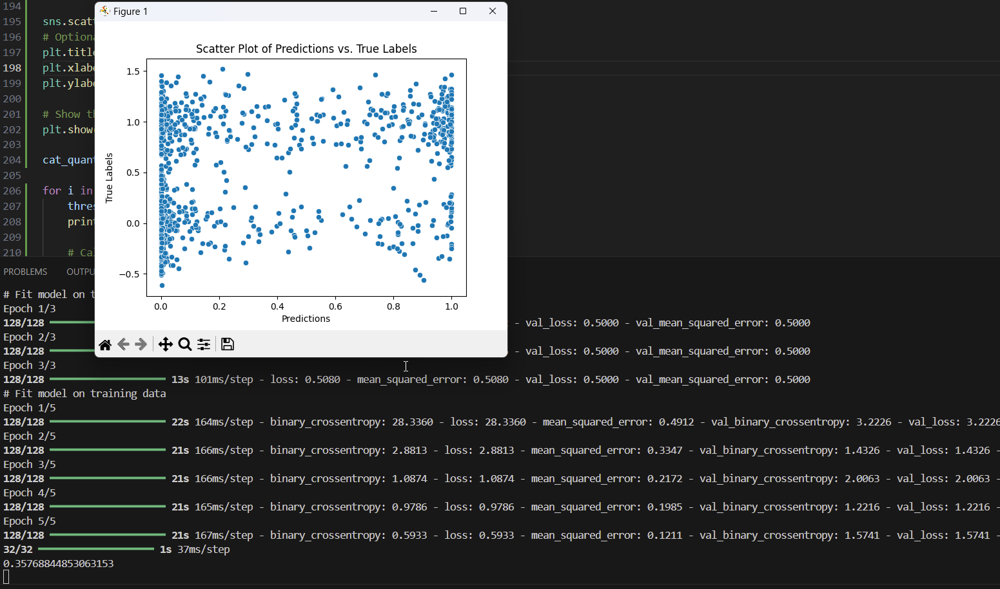 194
Figure 1
195 sns.scat
196 # Option
197 plt.title
198 plt.xlabe
199 plt.ylabe
200
201 # Show th
202 plt.show
203
204 cat_quant
205
206 for i in
207 thres
208 print
209
210 # Cal
Scatter Plot of Predictions vs. True Labels
1.5
1.0
0.5
0.0
−0.5
True Labels
0.0 0.2 0.4 0.6 0.8 1.0
Predictions
PROBLEMS OUTPU
# Fit model on t
Epoch 1/3
128/128 - val_loss: 0.5000 - val_mean_squared_error: 0.5000
Epoch 2/3
128/128 - val_loss: 0.5000 - val_mean_squared_error: 0.5000
Epoch 3/3
128/128 13s 101ms/step - loss: 0.5080 - mean_squared_error: 0.5080 - val_loss: 0.5000 - val_mean_squared_error: 0.5000
# Fit model on training data
Epoch 1/5
128/128 22s 164ms/step - binary_crossentropy: 28.3360 - loss: 28.3360 - mean_squared_error: 0.4912 - val_binary_crossentropy: 3.2226 - val_loss: 3.2226
Epoch 2/5
128/128 21s 166ms/step - binary_crossentropy: 2.8813 - loss: 2.8813 - mean_squared_error: 0.3347 - val_binary_crossentropy: 1.4326 - val_loss: 1.4326 -
Epoch 3/5
128/128 21s 166ms/step - binary_crossentropy: 1.0874 - loss: 1.0874 - mean_squared_error: 0.2172 - val_binary_crossentropy: 2.0063 - val_loss: 2.0063 -
Epoch 4/5
128/128 21s 165ms/step - binary_crossentropy: 0.9786 - loss: 0.9786 - mean_squared_error: 0.1985 - val_binary_crossentropy: 1.2216 - val_loss: 1.2216 -
Epoch 5/5
128/128 21s 167ms/step - binary_crossentropy: 0.5933 - loss: 0.5933 - mean_squared_error: 0.1211 - val_binary_crossentropy: 1.5741 - val_loss: 1.5741 -
32/32 1s 37ms/step
0.35768844853063153